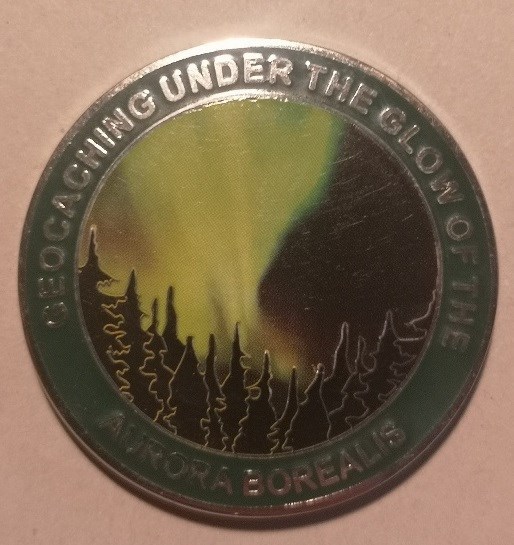 GEOCACHING UNDER THE GLOW OF THE
AURORA BOREALIS